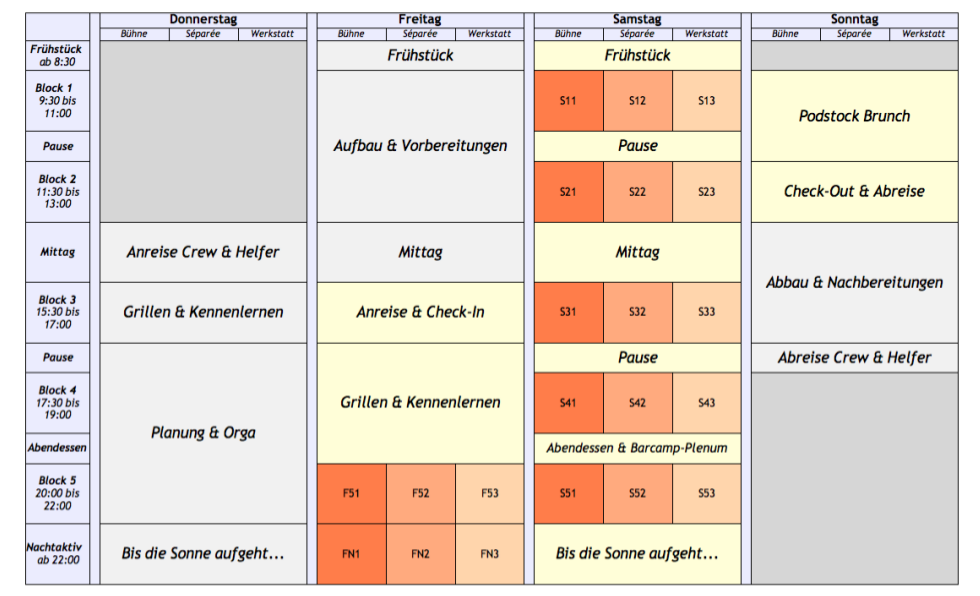 Donnerstag Freitag Samstag Sonntag
Bühne Séparée Werkstatt Bühne Séparée Werkstatt Bühne Séparée Werkstatt Bühne Séparée Werkstatt
Frühstück
ab 8:30
Frühstück Frühstück
Block 1
9:30 bis
11:00
S11 S12 S13
Podstock Brunch
Aufbau & Vorbereitungen
Pause
Pause
Block 2
11:30 bis
13:00
S21 S22 S23
Check-Out & Abreise
Mittag
Anreise Crew & Helfer
Mittag
Mittag
Abbau & Nachbereitungen
Block 3
15:30 bis
17:00
Grillen & Kennenlernen
Anreise & Check-In
S31 S32 S33
Pause
Pause
Abreise Crew & Helfer
Planung & Orga
Grillen & Kennenlernen
Block 4
17:30 bis
19:00
S41 S42 S43
Abendessen
Abendessen & Barcamp-Plenum
Block 5
20:00 bis
22:00
F51 F52 F53
S51 S52 S53
Nachtaktiv
ab 22:00
Bis die Sonne aufgeht...
FN1 FN2 FN3
Bis die Sonne aufgeht...